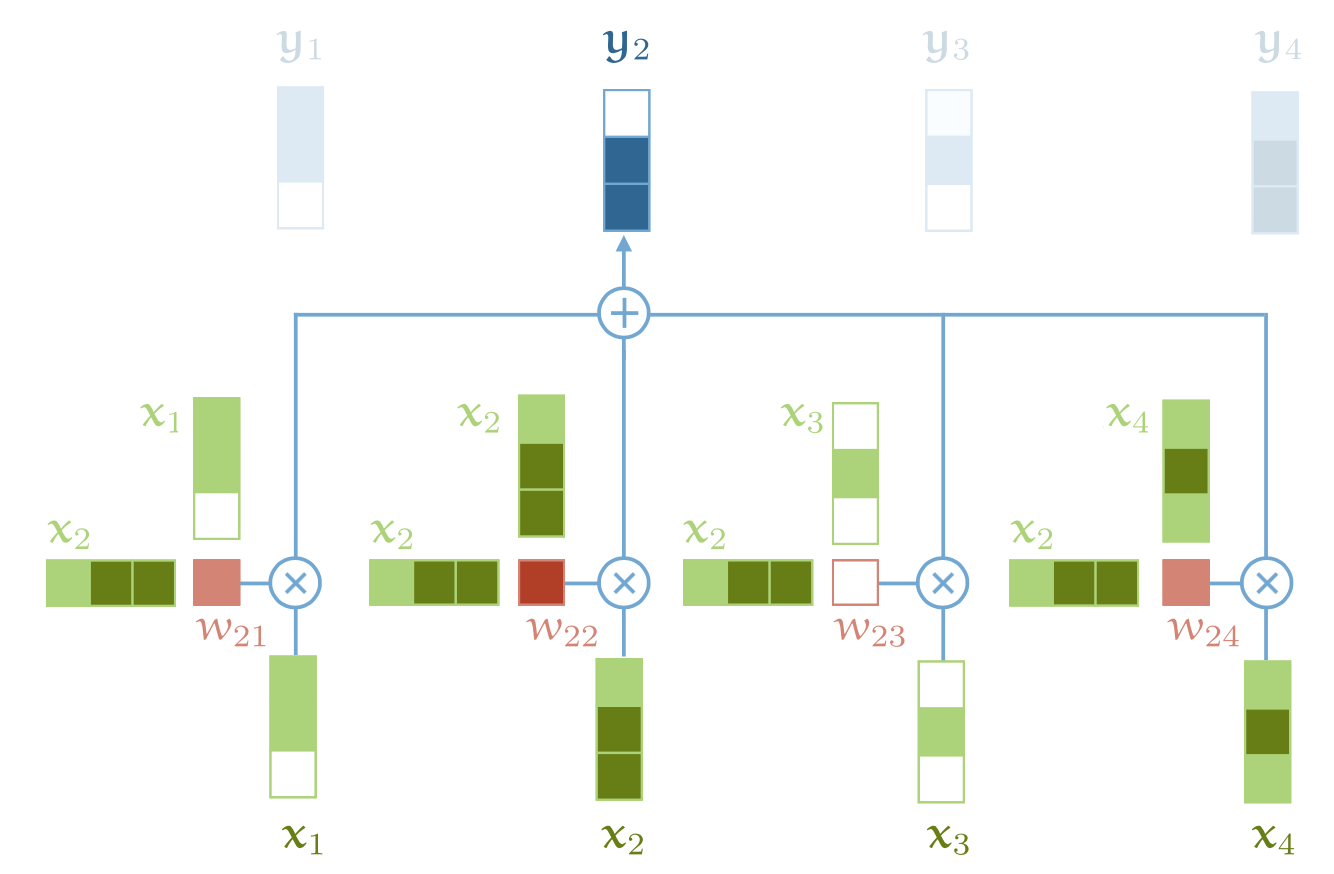 y₁ y₂ y₃ y₄
+
x₁ x₂ x₃ x₄
x₂ x₂ x₂ x₂
× × × ×
w₂₁ w₂₂ w₂₃ w₂₄
x₁ x₂ x₃ x₄